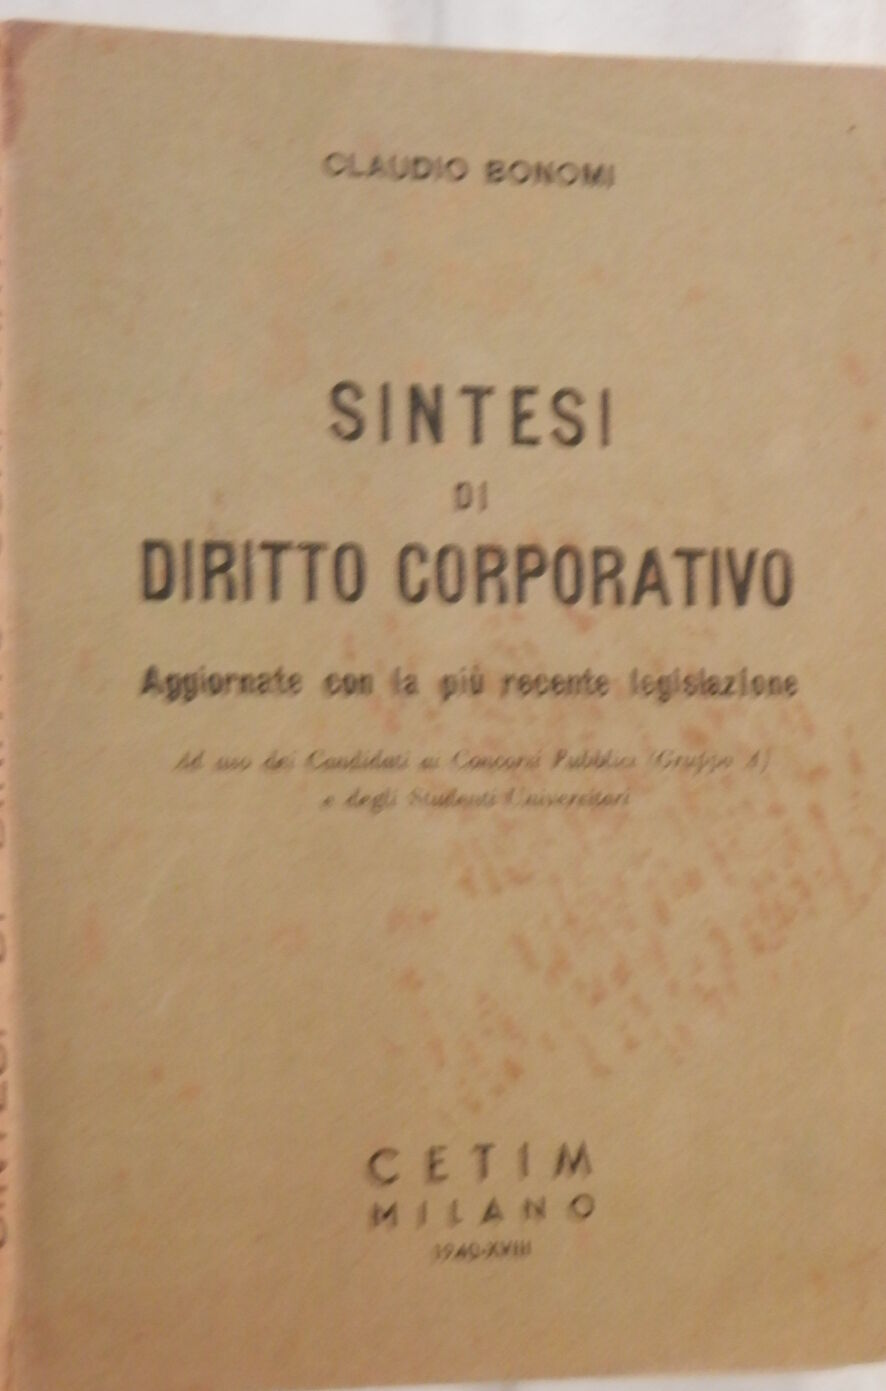 CLAUDIO BONOMI
SINTESI
DI
DIRITTO CORPORATIVO
Aggiornate con la più recente legislazione
Ad uso dei Candidati ai Concorsi Pubblici (Gruppo A)
e degli Studenti Universitari
CETIM
MILANO
1940-XVIII